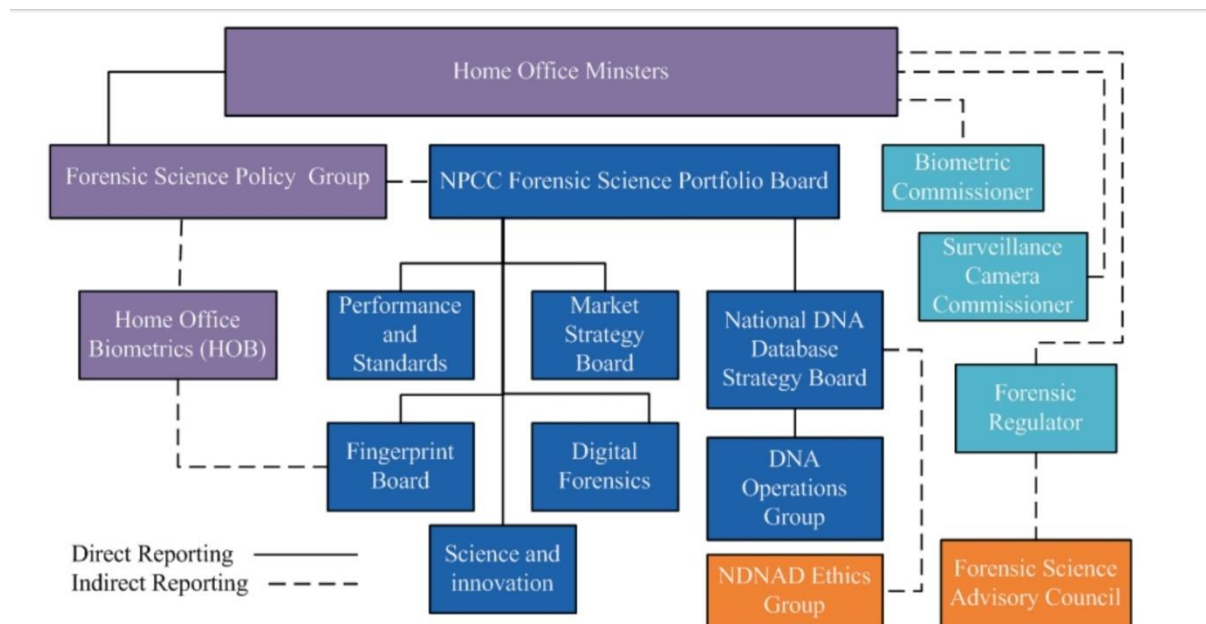 Home Office Minsters
Forensic Science Policy Group
NPCC Forensic Science Portfolio Board
Biometric
Commissioner
Surveillance
Camera
Commissioner
Home Office
Biometrics (HOB)
Performance
and
Standards
Market
Strategy
Board
National DNA
Database
Strategy Board
Forensic
Regulator
Fingerprint
Board
Digital
Forensics
DNA
Operations
Group
Science and
innovation
NDNAD Ethics
Group
Forensic Science
Advisory Council
Direct Reporting
Indirect Reporting